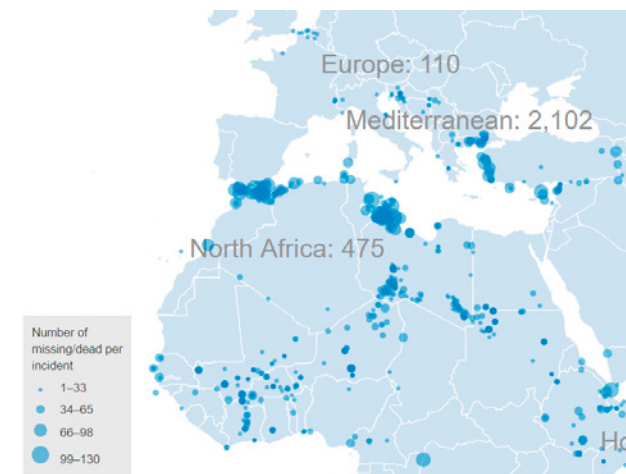 Europe: 110
Mediterranean: 2,102
North Africa: 475
Ho
Number of
missing/dead per
incident
1–33
34–65
66–98
99–130